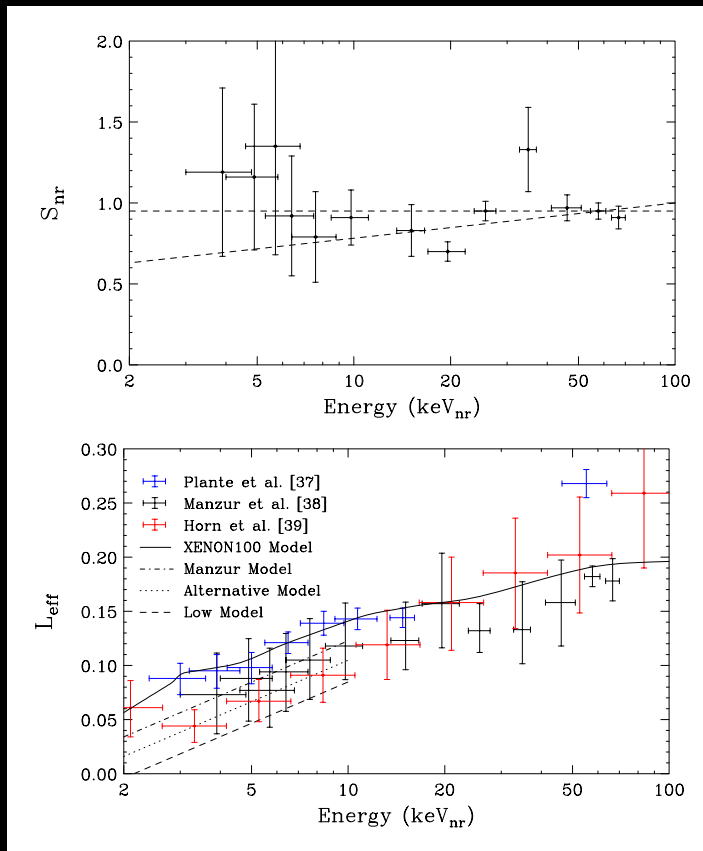 2.0
1.5
1.0
0.5
0.0
S_nr
2 5 10 20 50 100
Energy (keV_nr)
0.30
0.25
0.20
0.15
0.10
0.05
0.00
L_eff
Plante et al. [37]
Manzur et al. [38]
Horn et al. [39]
XENON100 Model
Manzur Model
Alternative Model
Low Model
2 5 10 20 50 100
Energy (keV_nr)